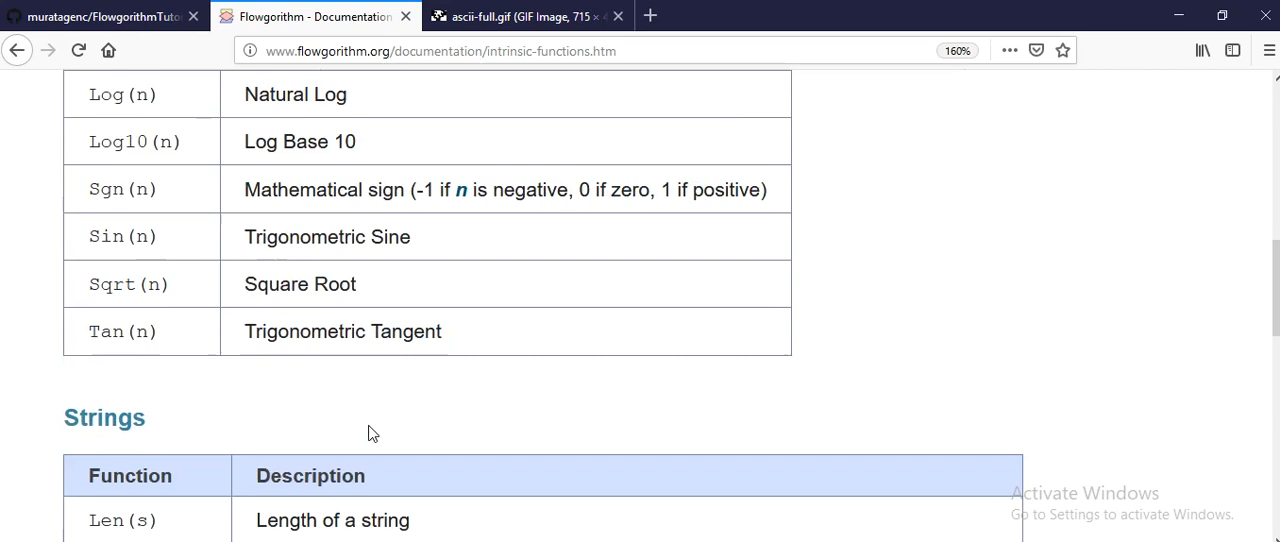 muratagenc/FlowgorithmTuto
Flowgorithm - Documentation
ascii-full.gif (GIF Image, 715 ×
www.flowgorithm.org/documentation/intrinsic-functions.htm
160%
Log(n) Natural Log
Log10(n) Log Base 10
Sgn(n) Mathematical sign (-1 if n is negative, 0 if zero, 1 if positive)
Sin(n) Trigonometric Sine
Sqrt(n) Square Root
Tan(n) Trigonometric Tangent
Strings
Function Description
Len(s) Length of a string
Activate Windows
Go to Settings to activate Windows.